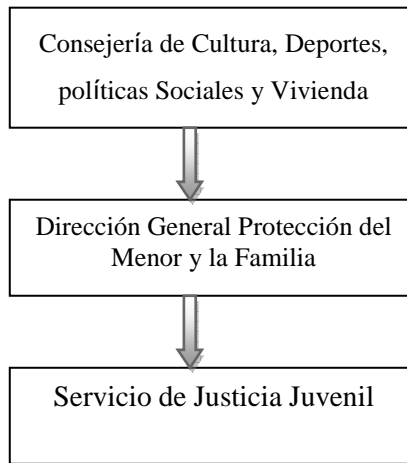 Consejería de Cultura, Deportes,
políticas Sociales y Vivienda
Dirección General Protección del
Menor y la Familia
Servicio de Justicia Juvenil